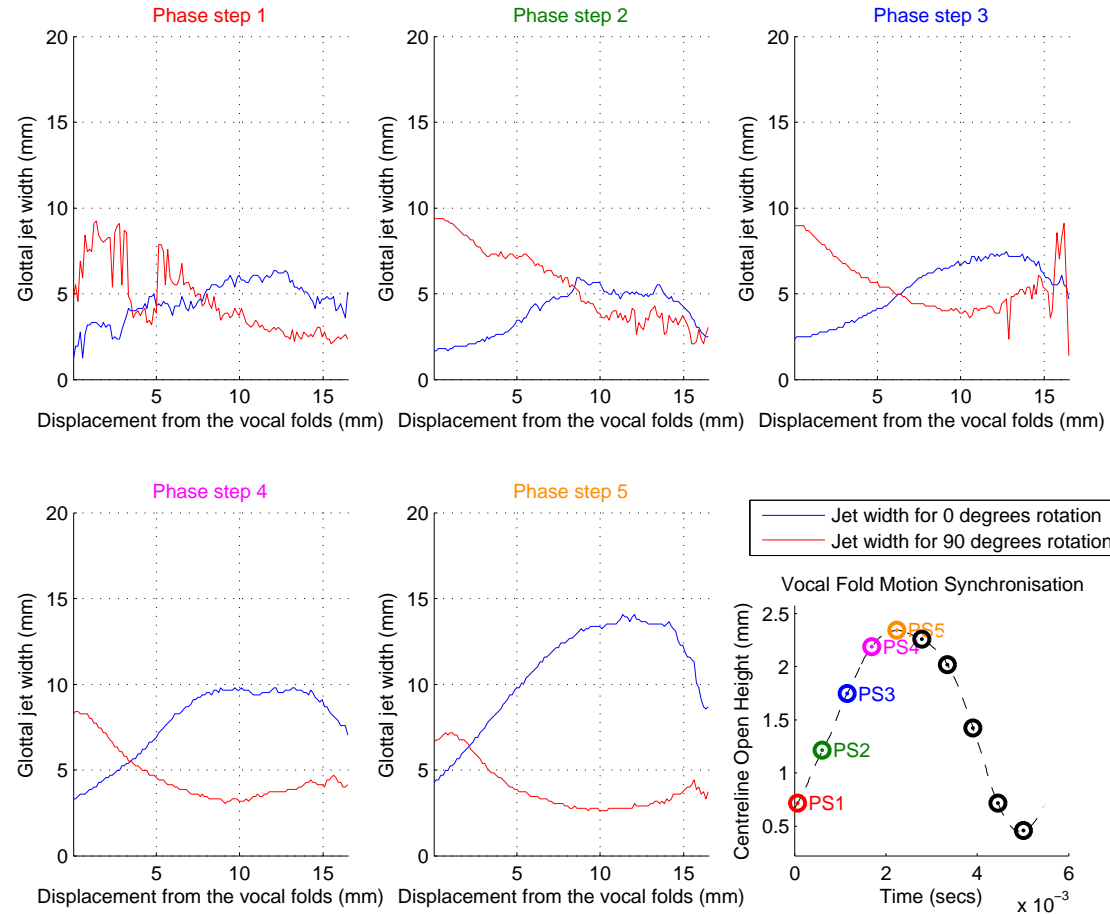 Phase step 1
Phase step 2
Phase step 3
20
15
10
5
0
Glottal jet width (mm)
5
10
15
Displacement from the vocal folds (mm)
20
15
10
5
0
Glottal jet width (mm)
5
10
15
Displacement from the vocal folds (mm)
20
15
10
5
0
Glottal jet width (mm)
5
10
15
Displacement from the vocal folds (mm)
Phase step 4
Phase step 5
20
15
10
5
0
Glottal jet width (mm)
5
10
15
Displacement from the vocal folds (mm)
20
15
10
5
0
Glottal jet width (mm)
5
10
15
Displacement from the vocal folds (mm)
Jet width for 0 degrees rotation
Jet width for 90 degrees rotation
Vocal Fold Motion Synchronisation
2.5
2
1.5
1
0.5
Centreline Open Height (mm)
PS1
PS2
PS3
PS4
PS5
0
2
4
6
Time (secs)
x 10⁻³